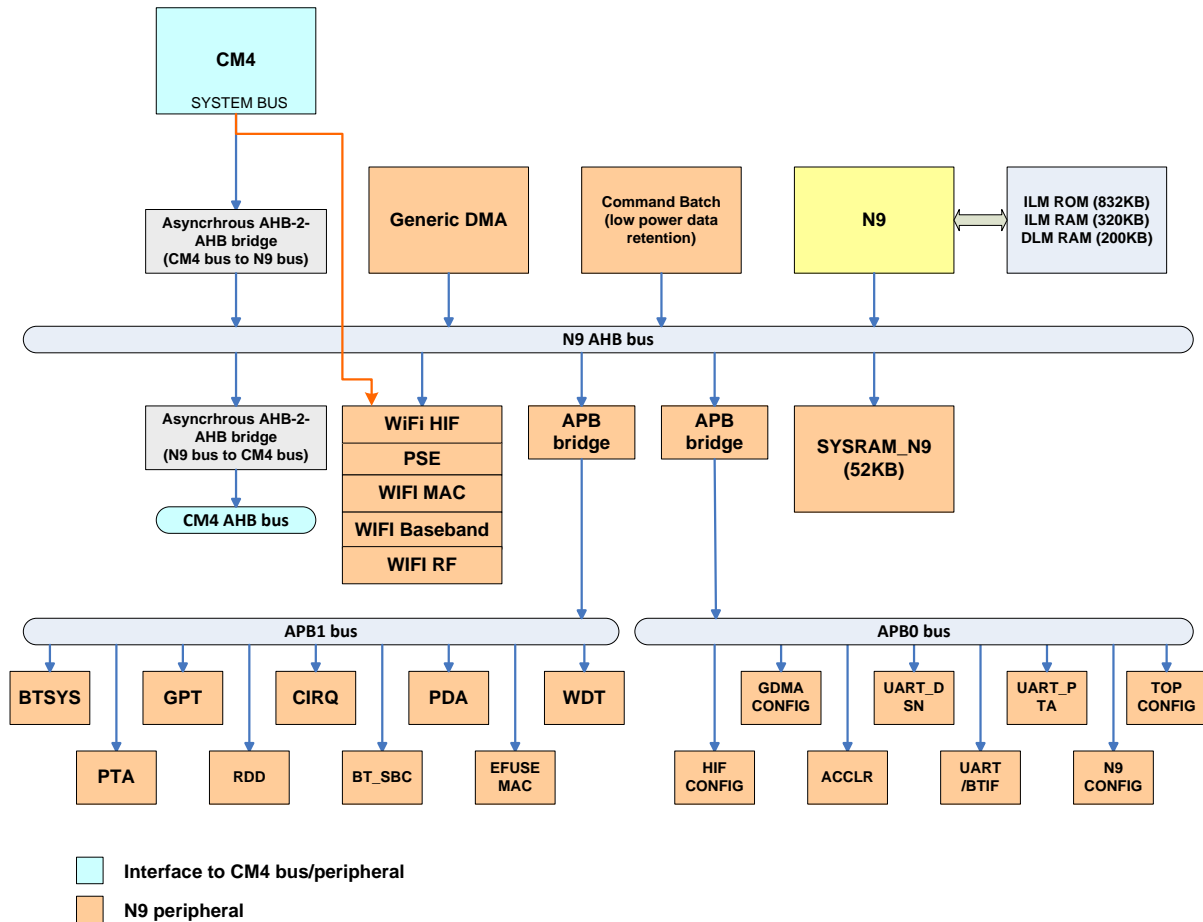 CM4
SYSTEM BUS
Asyncrhrous AHB-2-
AHB bridge
(CM4 bus to N9 bus)
Generic DMA
Command Batch
(low power data
retention)
N9
ILM ROM (832KB)
ILM RAM (320KB)
DLM RAM (200KB)
N9 AHB bus
Asyncrhrous AHB-2-
AHB bridge
(N9 bus to CM4 bus)
CM4 AHB bus
WiFi HIF
PSE
WIFI MAC
WIFI Baseband
WIFI RF
APB
bridge
APB
bridge
SYSRAM_N9
(52KB)
APB1 bus
APB0 bus
BTSYS
GPT
CIRQ
PDA
WDT
GDMA
CONFIG
UART_D
SN
UART_P
TA
TOP
CONFIG
PTA
RDD
BT_SBC
EFUSE
MAC
HIF
CONFIG
ACCLR
UART
/BTIF
N9
CONFIG
Interface to CM4 bus/peripheral
N9 peripheral